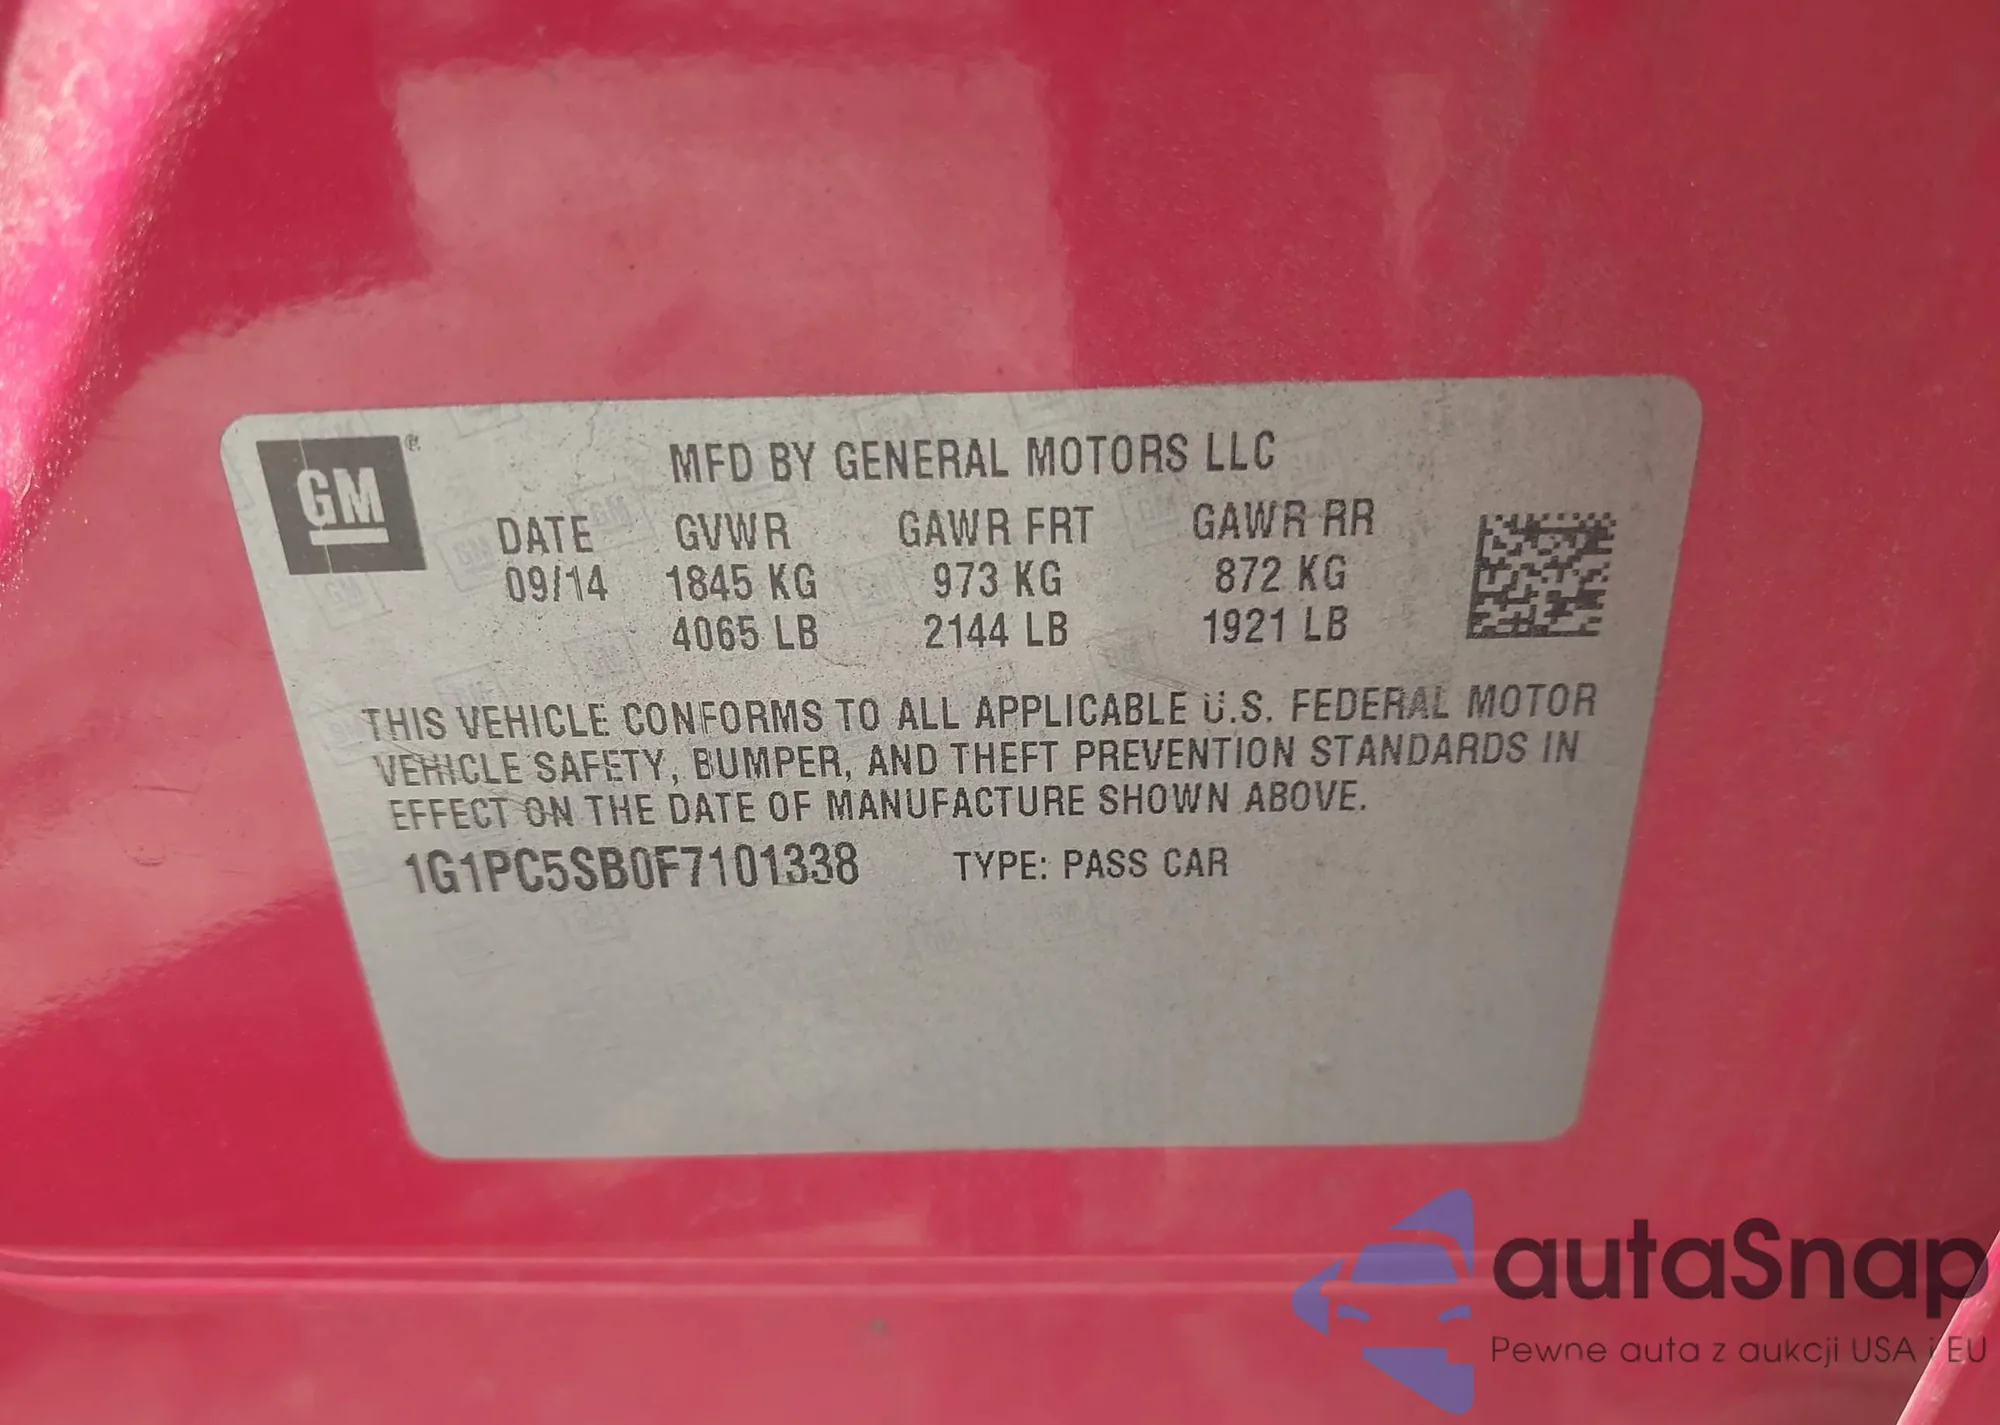 GM®
MFD BY GENERAL MOTORS LLC
DATE GVWR GAWR FRT GAWR RR
09/14 1845 KG 973 KG 872 KG
4065 LB 2144 LB 1921 LB
THIS VEHICLE CONFORMS TO ALL APPLICABLE U.S. FEDERAL MOTOR
VEHICLE SAFETY, BUMPER, AND THEFT PREVENTION STANDARDS IN
EFFECT ON THE DATE OF MANUFACTURE SHOWN ABOVE.
1G1PC5SB0F7101338 TYPE: PASS CAR
autaSnap
Pewne auta z aukcji USA i EU